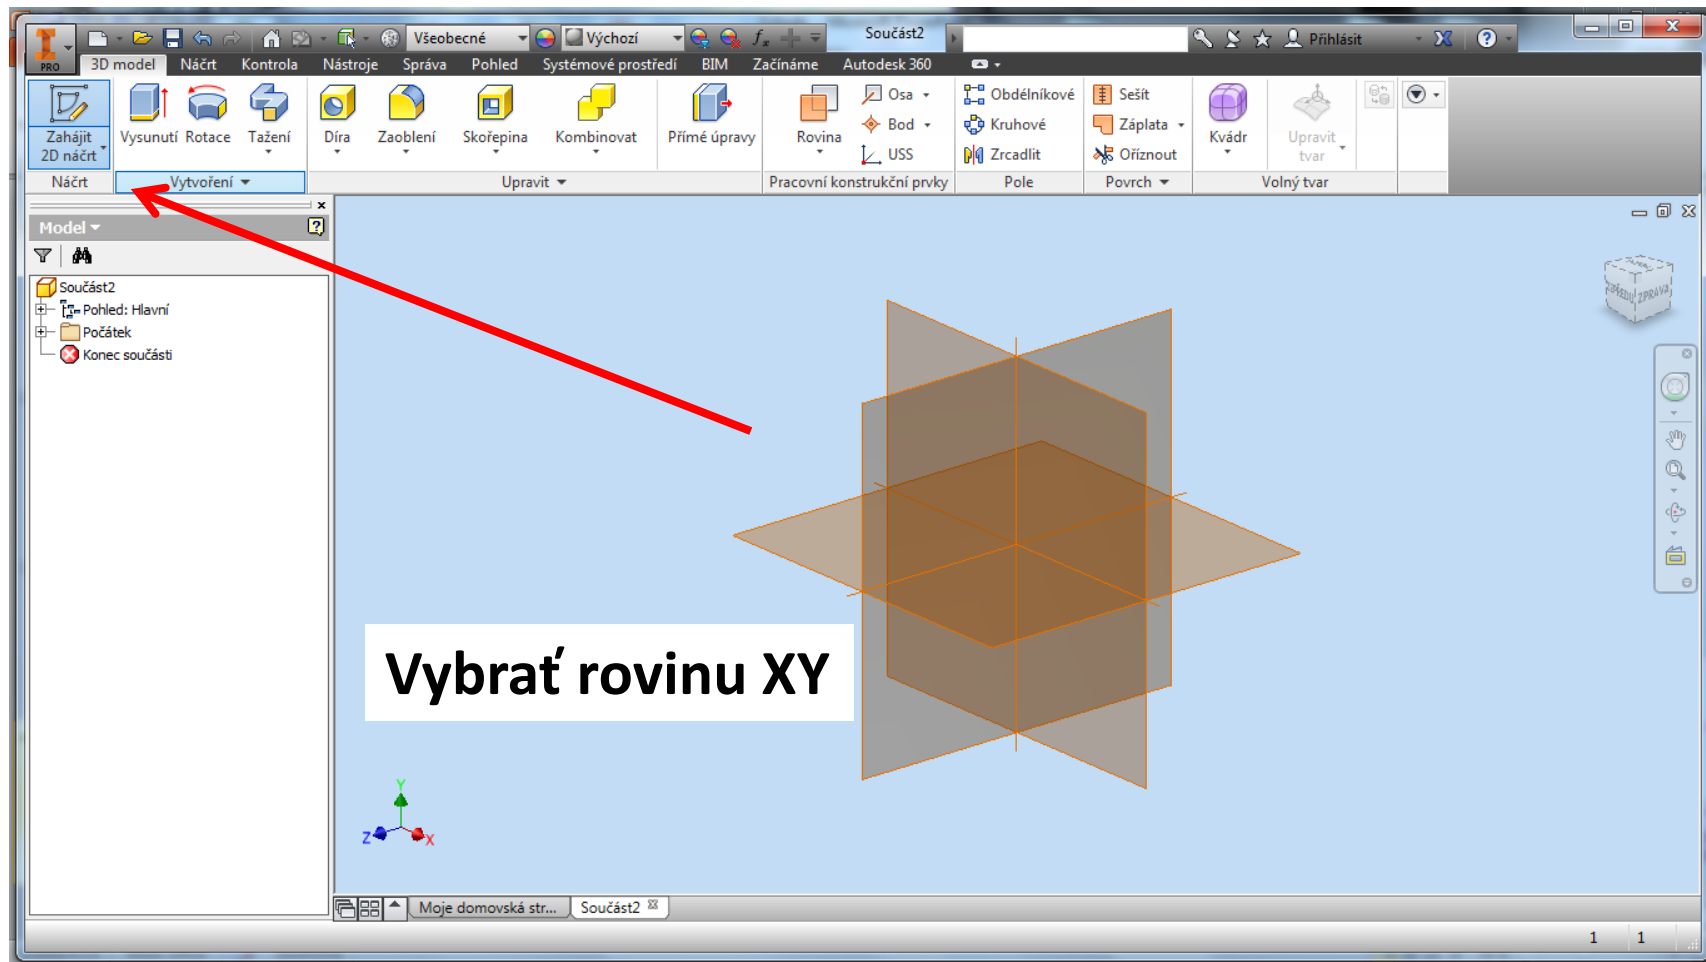 Všeobecné
Výchozí
fx
Součást2
Přihlásit
PRO
3D model
Náčrt
Kontrola
Nástroje
Správa
Pohled
Systémové prostředí
BIM
Začínáme
Autodesk 360
Zahájit
2D náčrt
Vysunutí
Rotace
Tažení
Díra
Zaoblení
Skořepina
Kombinovat
Přímé úpravy
Rovina
Osa
Bod
USS
Obdélníkové
Kruhové
Zrcadlit
Sešít
Záplata
Oříznout
Kvádr
Upravit
tvar
Náčrt
Vytvoření
Upravit
Pracovní konstrukční prvky
Pole
Povrch
Volný tvar
Model
Součást2
Pohled: Hlavní
Počátek
Konec součásti
ZPRAVA
Vybrať rovinu XY
Y
Z
X
Moje domovská str...
Součást2
1 1